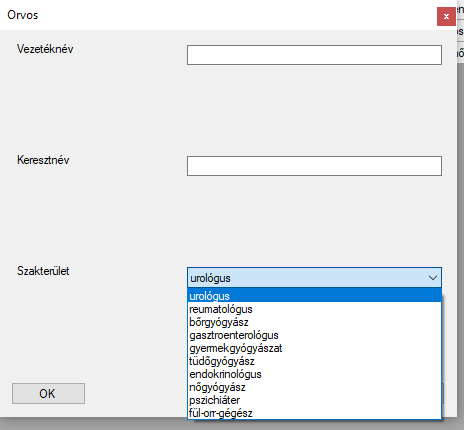 Orvos
x
Vezetéknév
Keresztnév
Szakterület
urológus
urológus
reumatológus
bőrgyógyász
gasztroenterológus
gyermekgyógyászat
tüdőgyógyász
endokrinológus
nőgyógyász
pszichiáter
fül-orr-gégész
OK